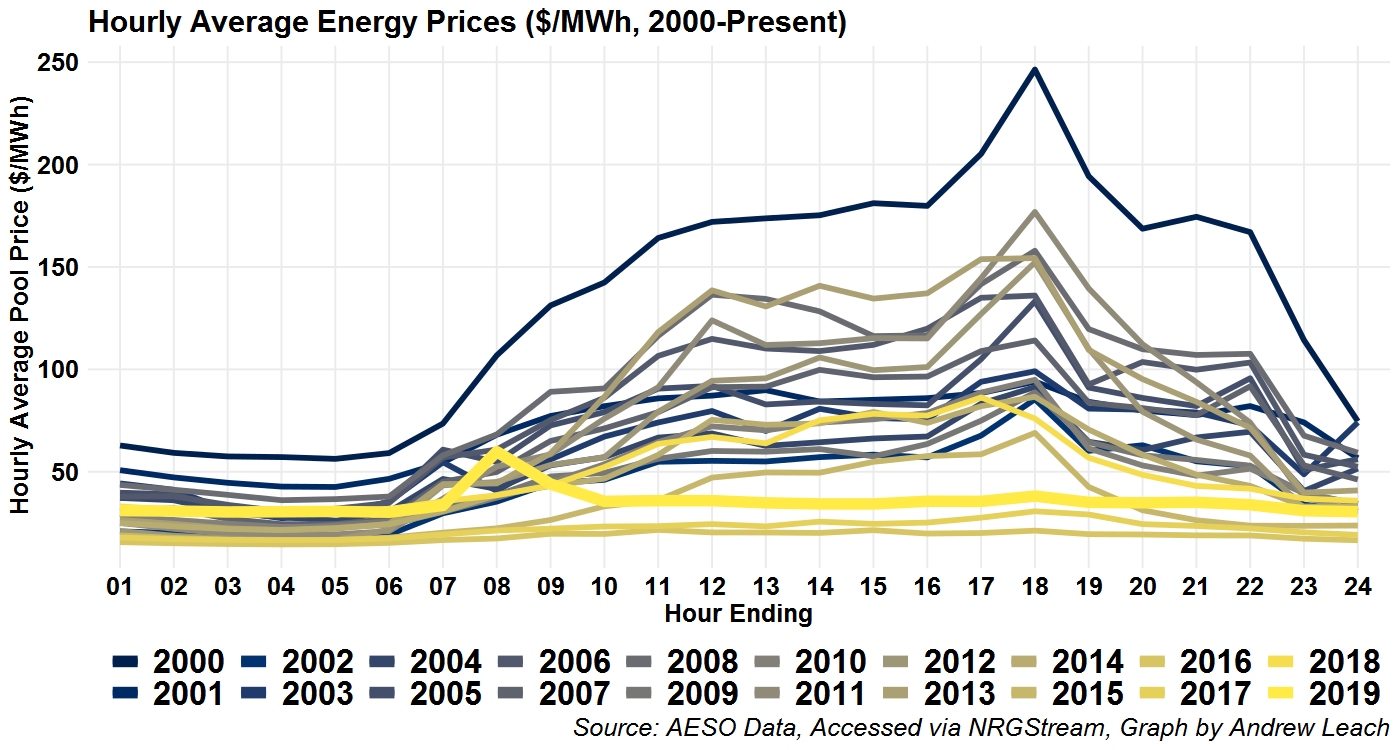 Hourly Average Energy Prices ($/MWh, 2000-Present)
Hourly Average Pool Price ($/MWh)
250
200
150
100
50
01 02 03 04 05 06 07 08 09 10 11 12 13 14 15 16 17 18 19 20 21 22 23 24
Hour Ending
2000 2002 2004 2006 2008 2010 2012 2014 2016 2018
2001 2003 2005 2007 2009 2011 2013 2015 2017 2019
Source: AESO Data, Accessed via NRGStream, Graph by Andrew Leach